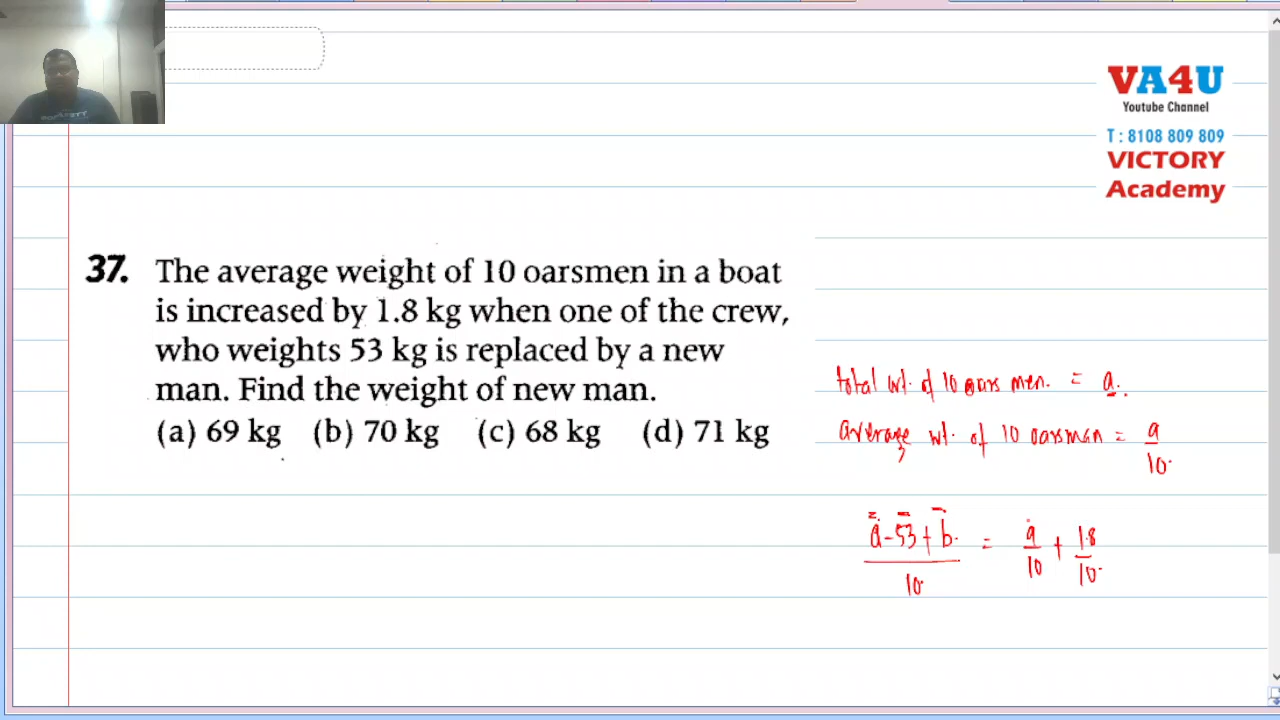 VA4U
Youtube Channel
T : 8108 809 809
VICTORY
Academy
37. The average weight of 10 oarsmen in a boat
is increased by 1.8 kg when one of the crew,
who weights 53 kg is replaced by a new
man. Find the weight of new man.
(a) 69 kg (b) 70 kg (c) 68 kg (d) 71 kg
total wt. of 10 oars men. = a.
average wt. of 10 oarsman = a/10.
a-53+b/10 = a/10 + 1.8/10